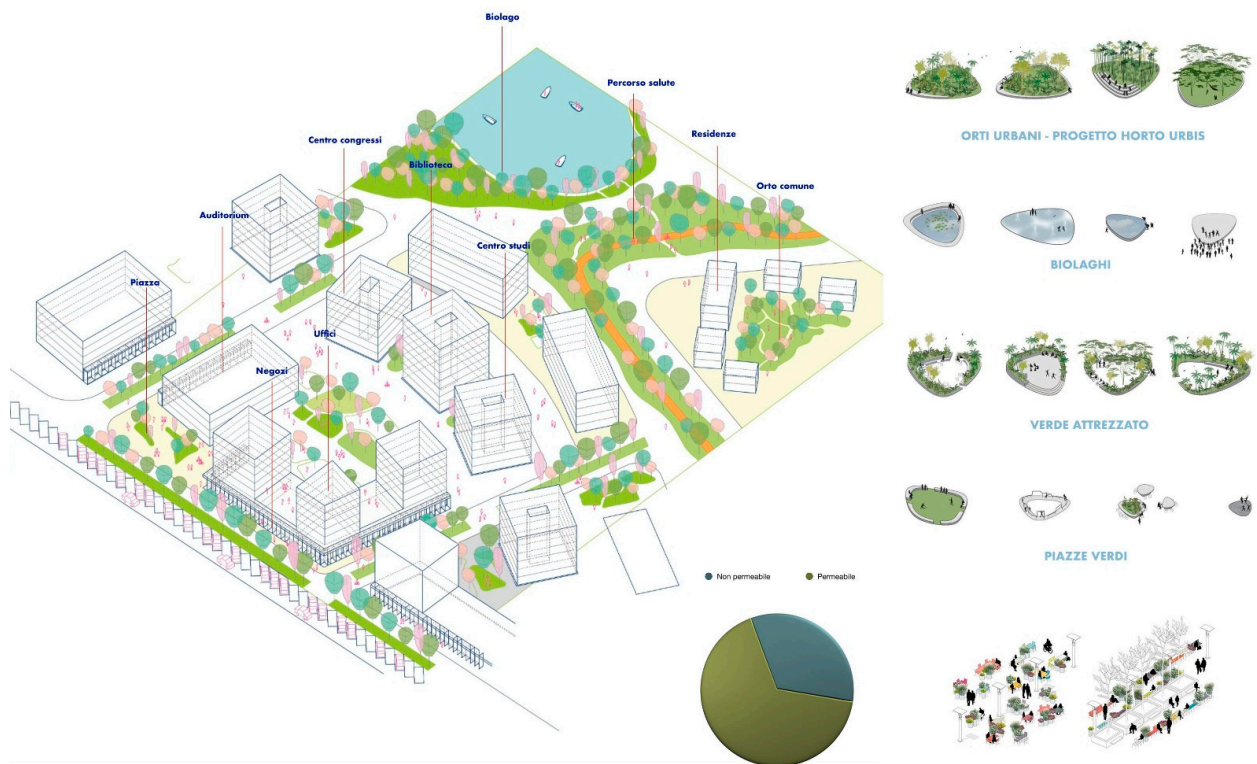 Biolago
Percorso salute
Centro congressi
Residenze
Biblioteca
Orto comune
Auditorium
Centro studi
Piazza
Uffici
Negozi
Non permeabile
Permeabile
ORTI URBANI - PROGETTO HORTO URBIS
BIOLAGHI
VERDE ATTREZZATO
PIAZZE VERDI